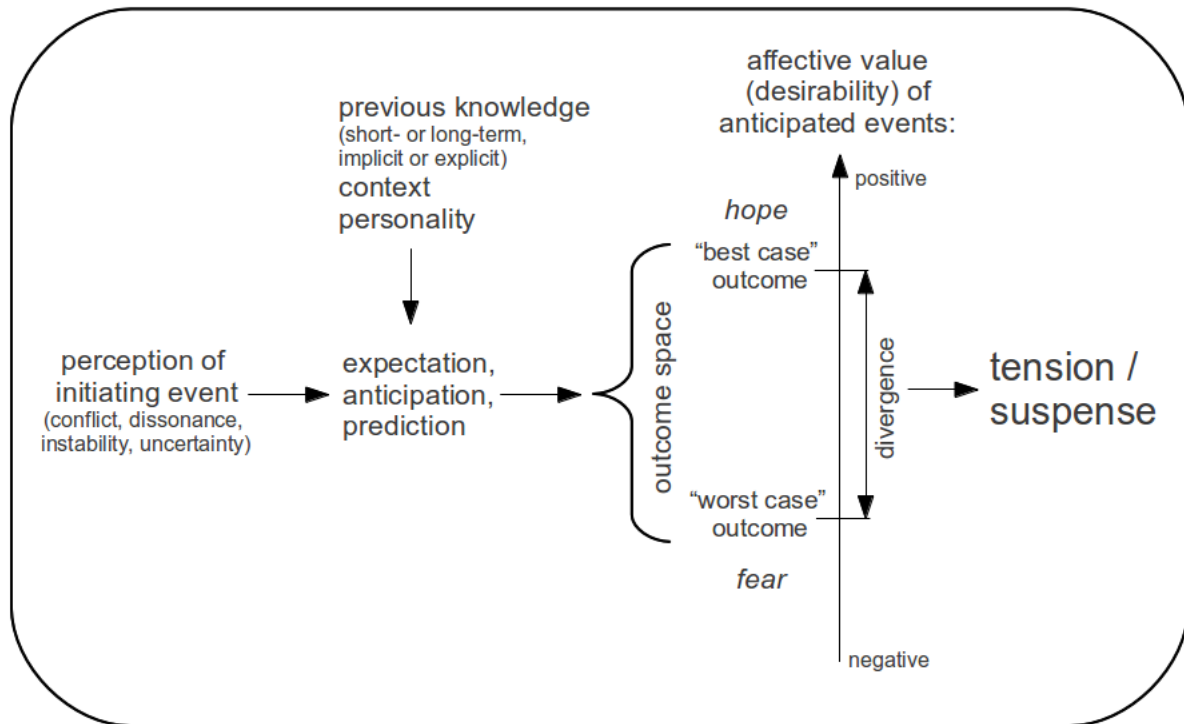 affective value
(desirability) of
anticipated events:
previous knowledge
(short- or long-term,
implicit or explicit)
context
personality
positive
hope
“best case”
outcome
perception of
initiating event
(conflict, dissonance,
instability, uncertainty)
expectation,
anticipation,
prediction
outcome space
divergence
tension /
suspense
“worst case”
outcome
fear
negative